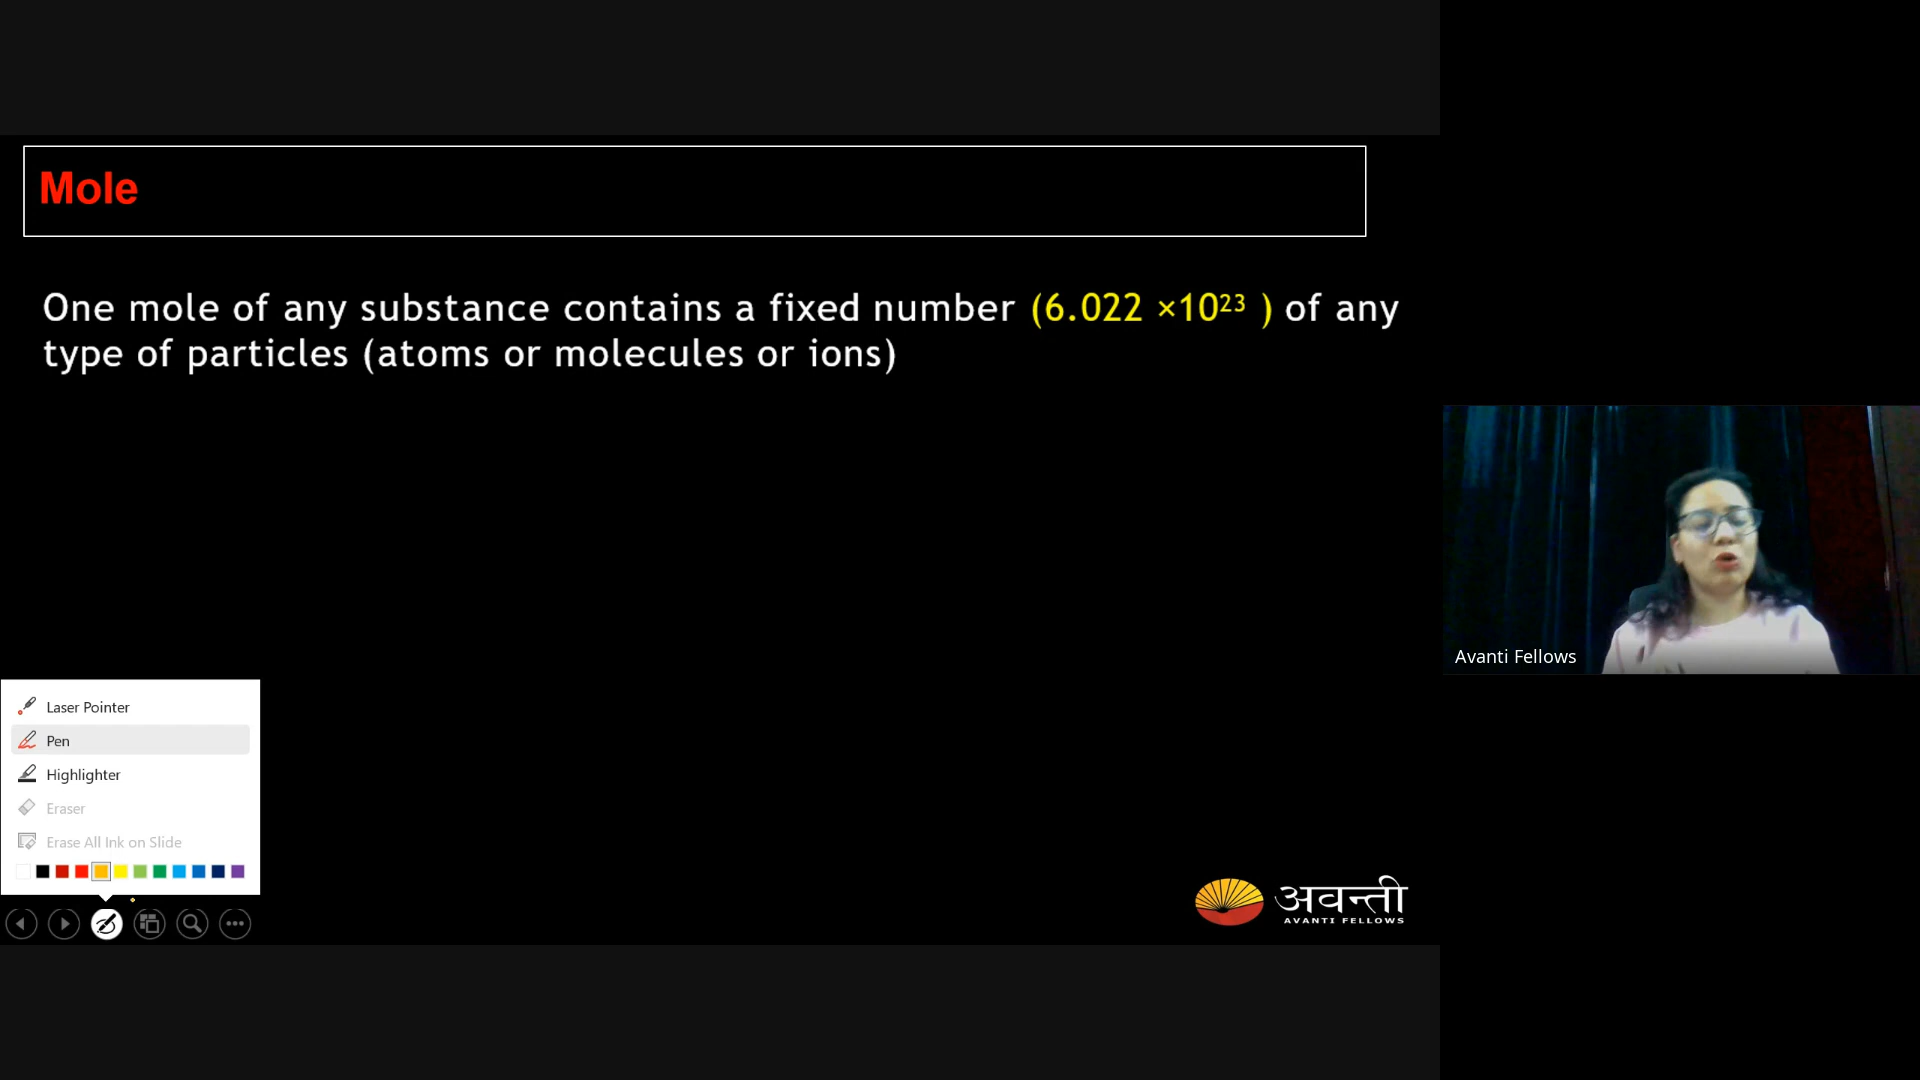 Mole
One mole of any substance contains a fixed number (6.022 ×10²³ ) of any
type of particles (atoms or molecules or ions)
Avanti Fellows
Laser Pointer
Pen
Highlighter
Eraser
Erase All Ink on Slide
अवन्ती
AVANTI FELLOWS